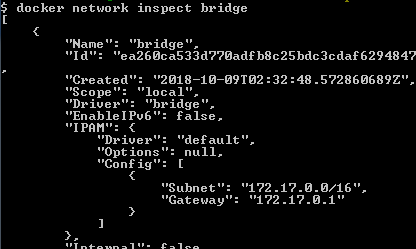 $ docker network inspect bridge
[
    {
        "Name": "bridge",
        "Id": "ea260ca533d770adfb8c25bdc3cdaf6294847
,
        "Created": "2018-10-09T02:32:48.572860689Z",
        "Scope": "local",
        "Driver": "bridge",
        "EnableIPv6": false,
        "IPAM": {
            "Driver": "default",
            "Options": null,
            "Config": [
                {
                    "Subnet": "172.17.0.0/16",
                    "Gateway": "172.17.0.1"
                }
            ]
        },
        "Internal": false